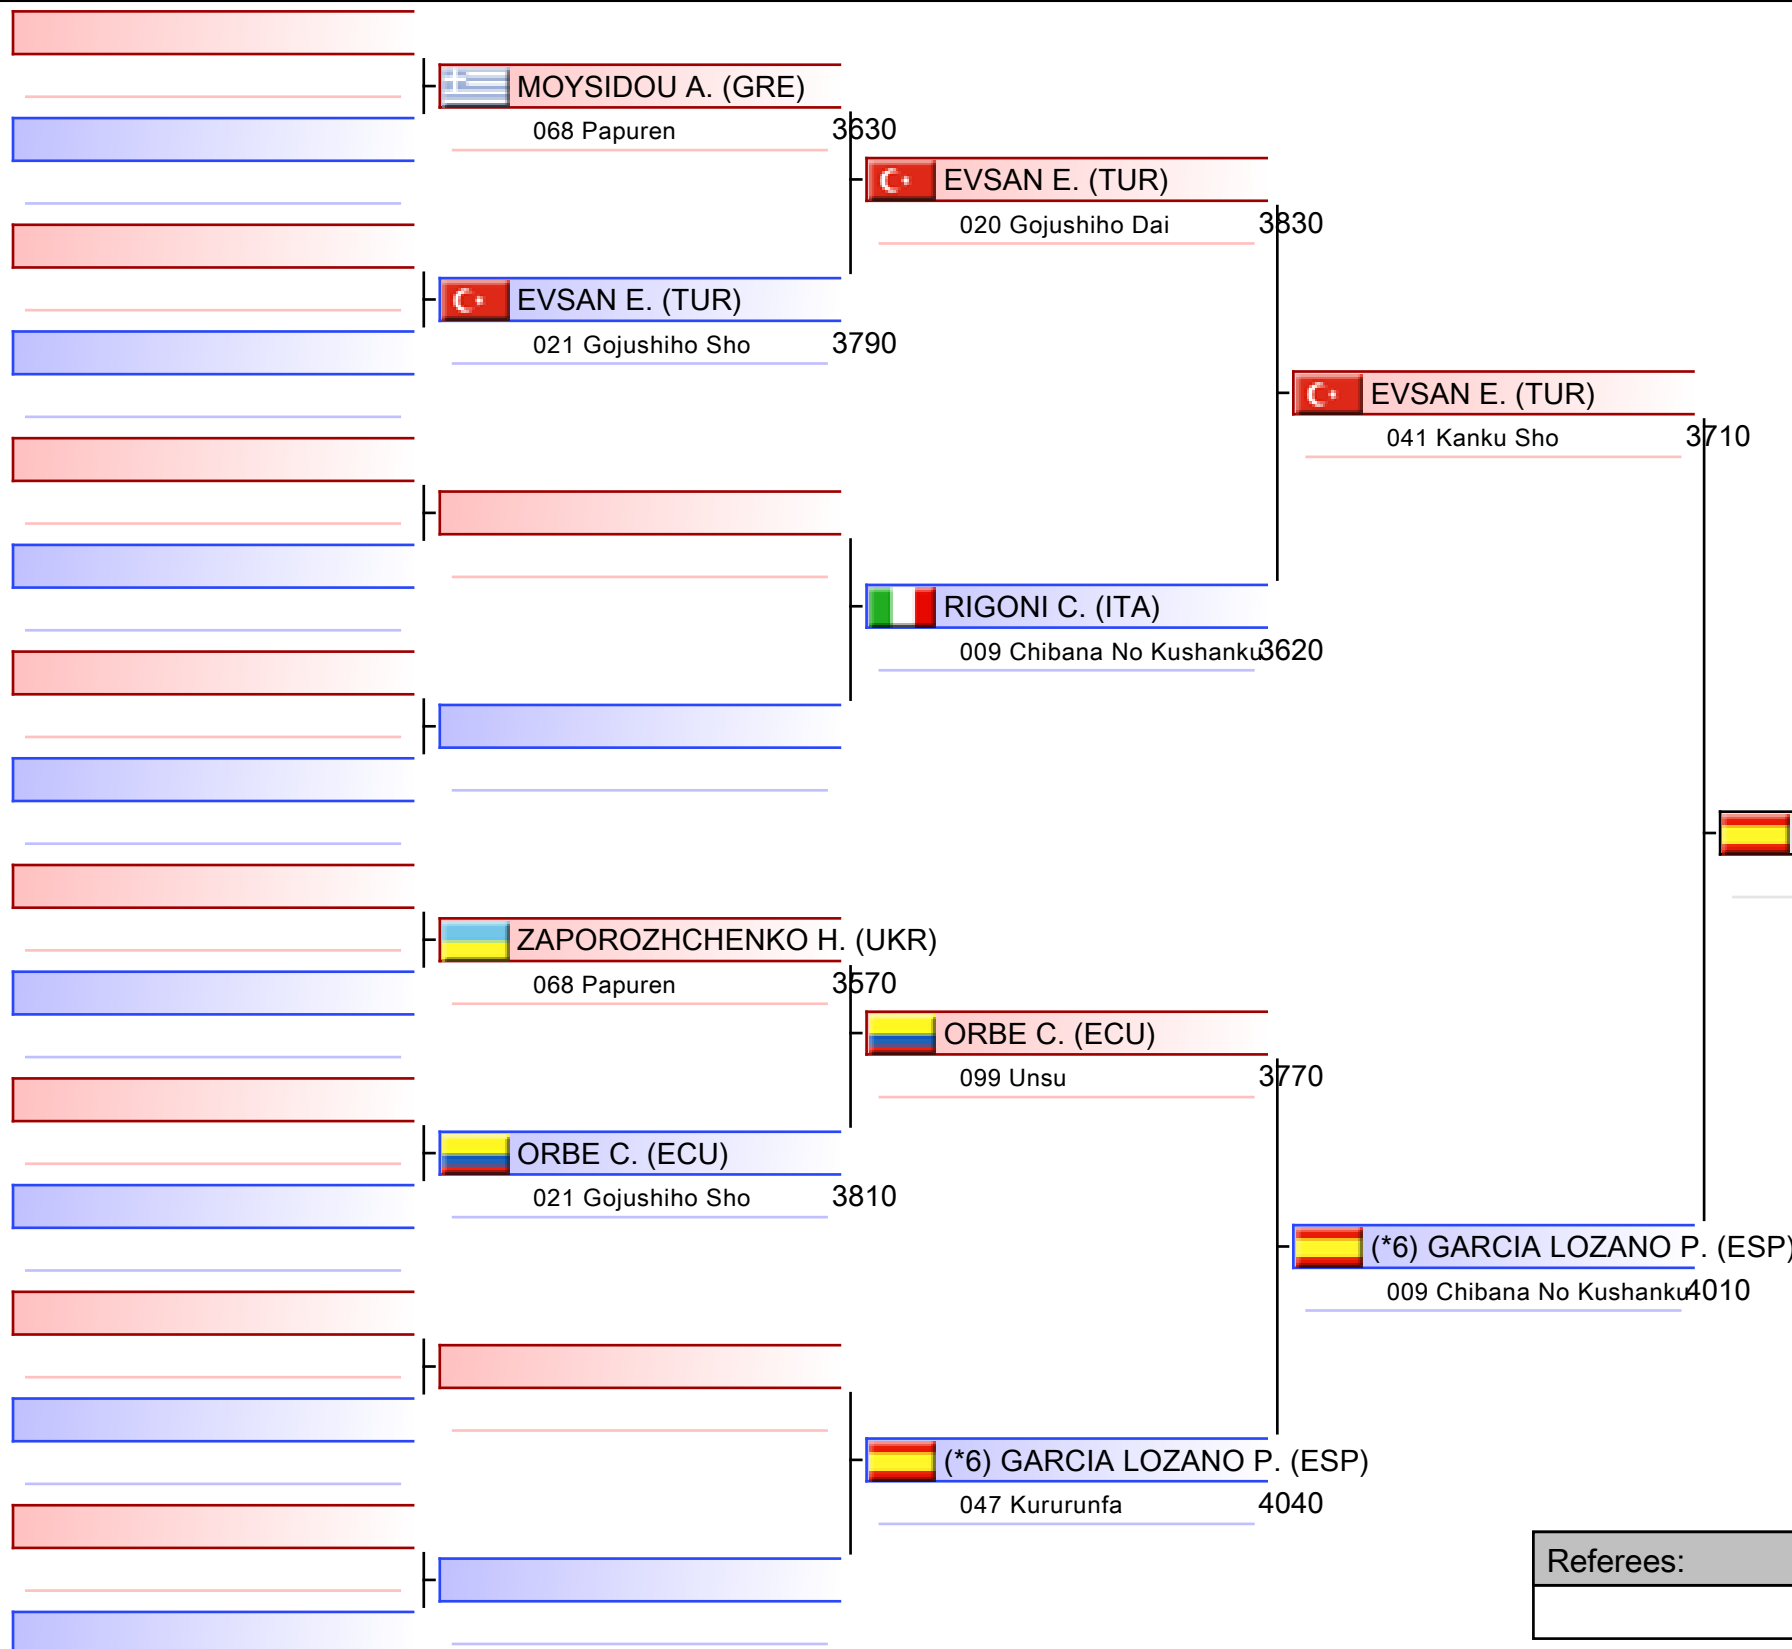 MOYSIDOU A. (GRE)
068 Papuren 3630
EVSAN E. (TUR)
020 Gojushiho Dai 3830
EVSAN E. (TUR)
021 Gojushiho Sho 3790
EVSAN E. (TUR)
041 Kanku Sho 3710
RIGONI C. (ITA)
009 Chibana No Kushanku 3620
ZAPOROZHCHENKO H. (UKR)
068 Papuren 3570
ORBE C. (ECU)
099 Unsu 3770
ORBE C. (ECU)
021 Gojushiho Sho 3810
(*6) GARCIA LOZANO P. (ESP)
009 Chibana No Kushanku 4010
(*6) GARCIA LOZANO P. (ESP)
047 Kururunfa 4040
Referees: